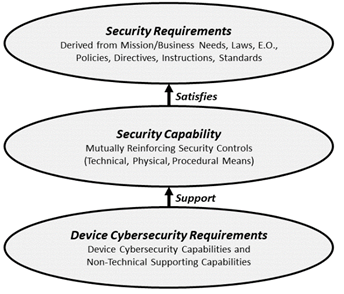 Security Requirements
Derived from Mission/Business Needs, Laws, E.O.,
Policies, Directives, Instructions, Standards
Satisfies
Security Capability
Mutually Reinforcing Security Controls
(Technical, Physical, Procedural Means)
Support
Device Cybersecurity Requirements
Device Cybersecurity Capabilities and
Non-Technical Supporting Capabilities